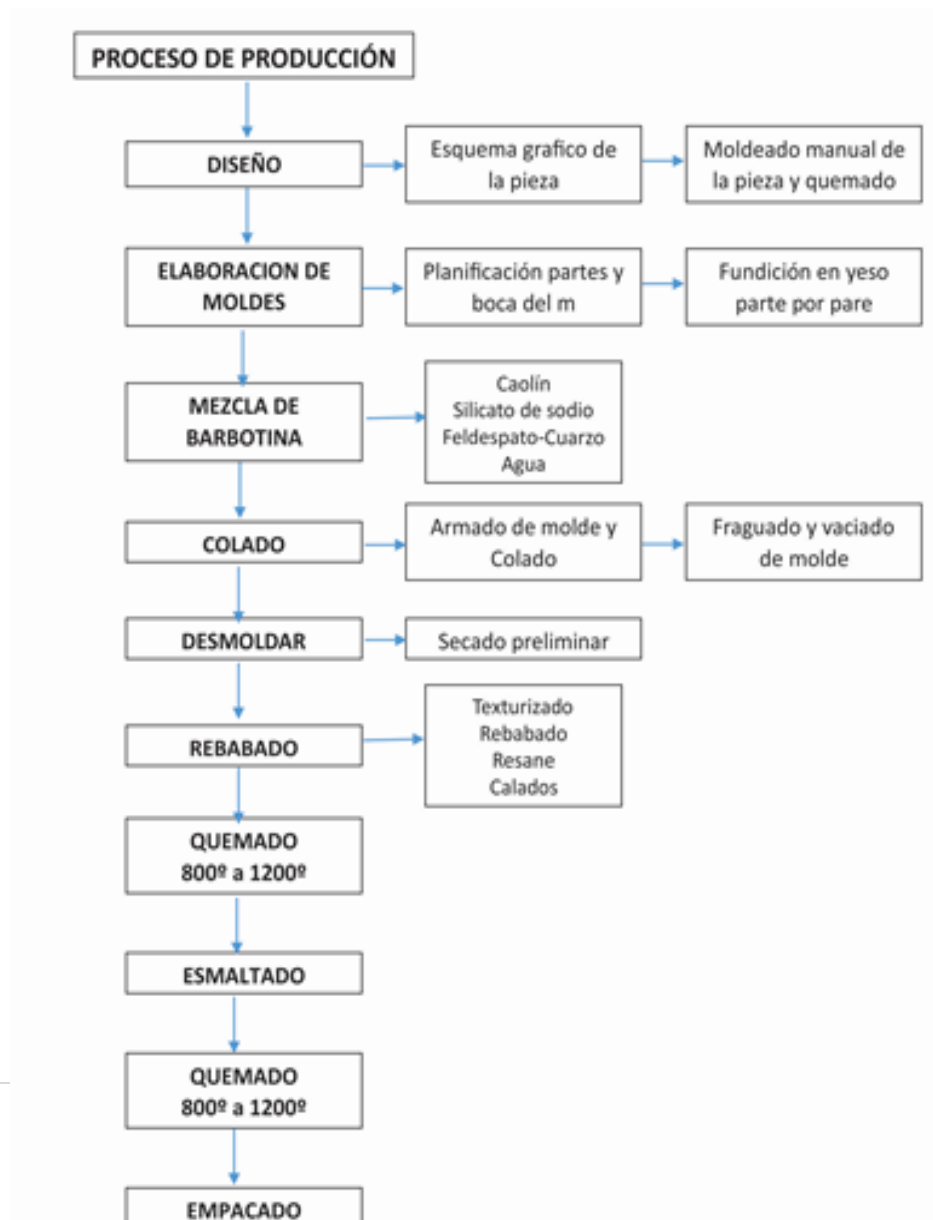 PROCESO DE PRODUCCIÓN
DISEÑO
Esquema grafico de
la pieza
Moldeado manual de
la pieza y quemado
ELABORACION DE
MOLDES
Planificación partes y
boca del m
Fundición en yeso
parte por pare
MEZCLA DE
BARBOTINA
Caolín
Silicato de sodio
Feldespato-Cuarzo
Agua
COLADO
Armado de molde y
Colado
Fraguado y vaciado
de molde
DESMOLDAR
Secado preliminar
REBABADO
Texturizado
Rebabado
Resane
Calados
QUEMADO
800º a 1200º
ESMALTADO
QUEMADO
800º a 1200º
EMPACADO